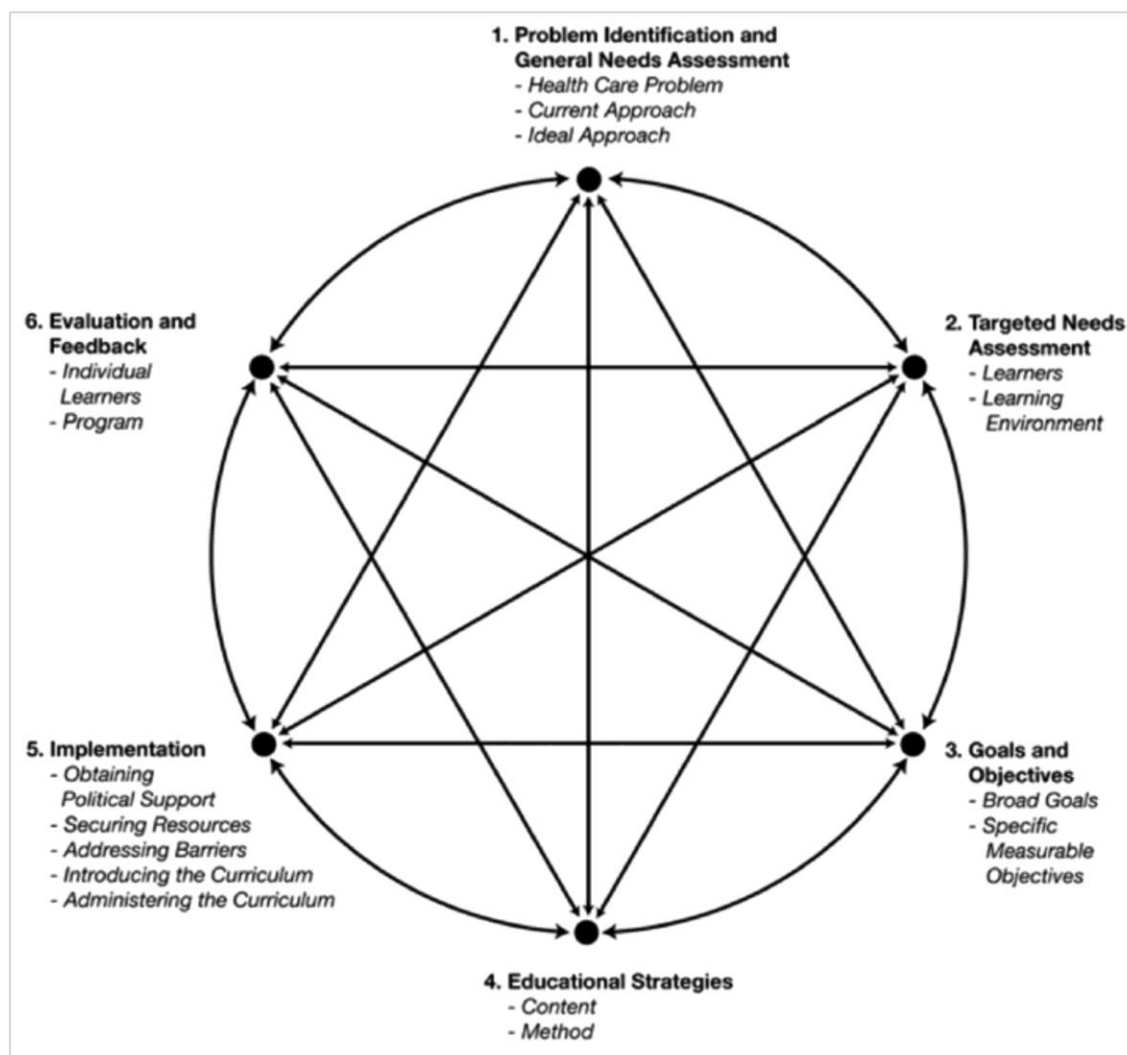 1. Problem Identification and
General Needs Assessment
- Health Care Problem
- Current Approach
- Ideal Approach
2. Targeted Needs
Assessment
- Learners
- Learning
Environment
3. Goals and
Objectives
- Broad Goals
- Specific
Measurable
Objectives
4. Educational Strategies
- Content
- Method
5. Implementation
- Obtaining
Political Support
- Securing Resources
- Addressing Barriers
- Introducing the Curriculum
- Administering the Curriculum
6. Evaluation and
Feedback
- Individual
Learners
- Program